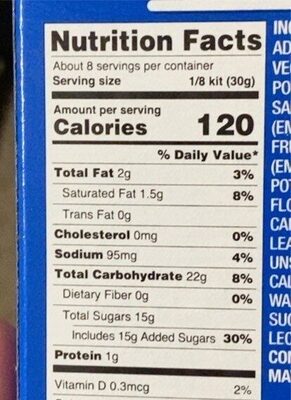 Nutrition Facts
About 8 servings per container
Serving size 1/8 kit (30g)
Amount per serving
Calories 120
% Daily Value*
Total Fat 2g 3%
Saturated Fat 1.5g 8%
Trans Fat 0g
Cholesterol 0mg 0%
Sodium 95mg 4%
Total Carbohydrate 22g 8%
Dietary Fiber 0g 0%
Total Sugars 15g
Includes 15g Added Sugars 30%
Protein 1g
Vitamin D 0.3mcg 2%